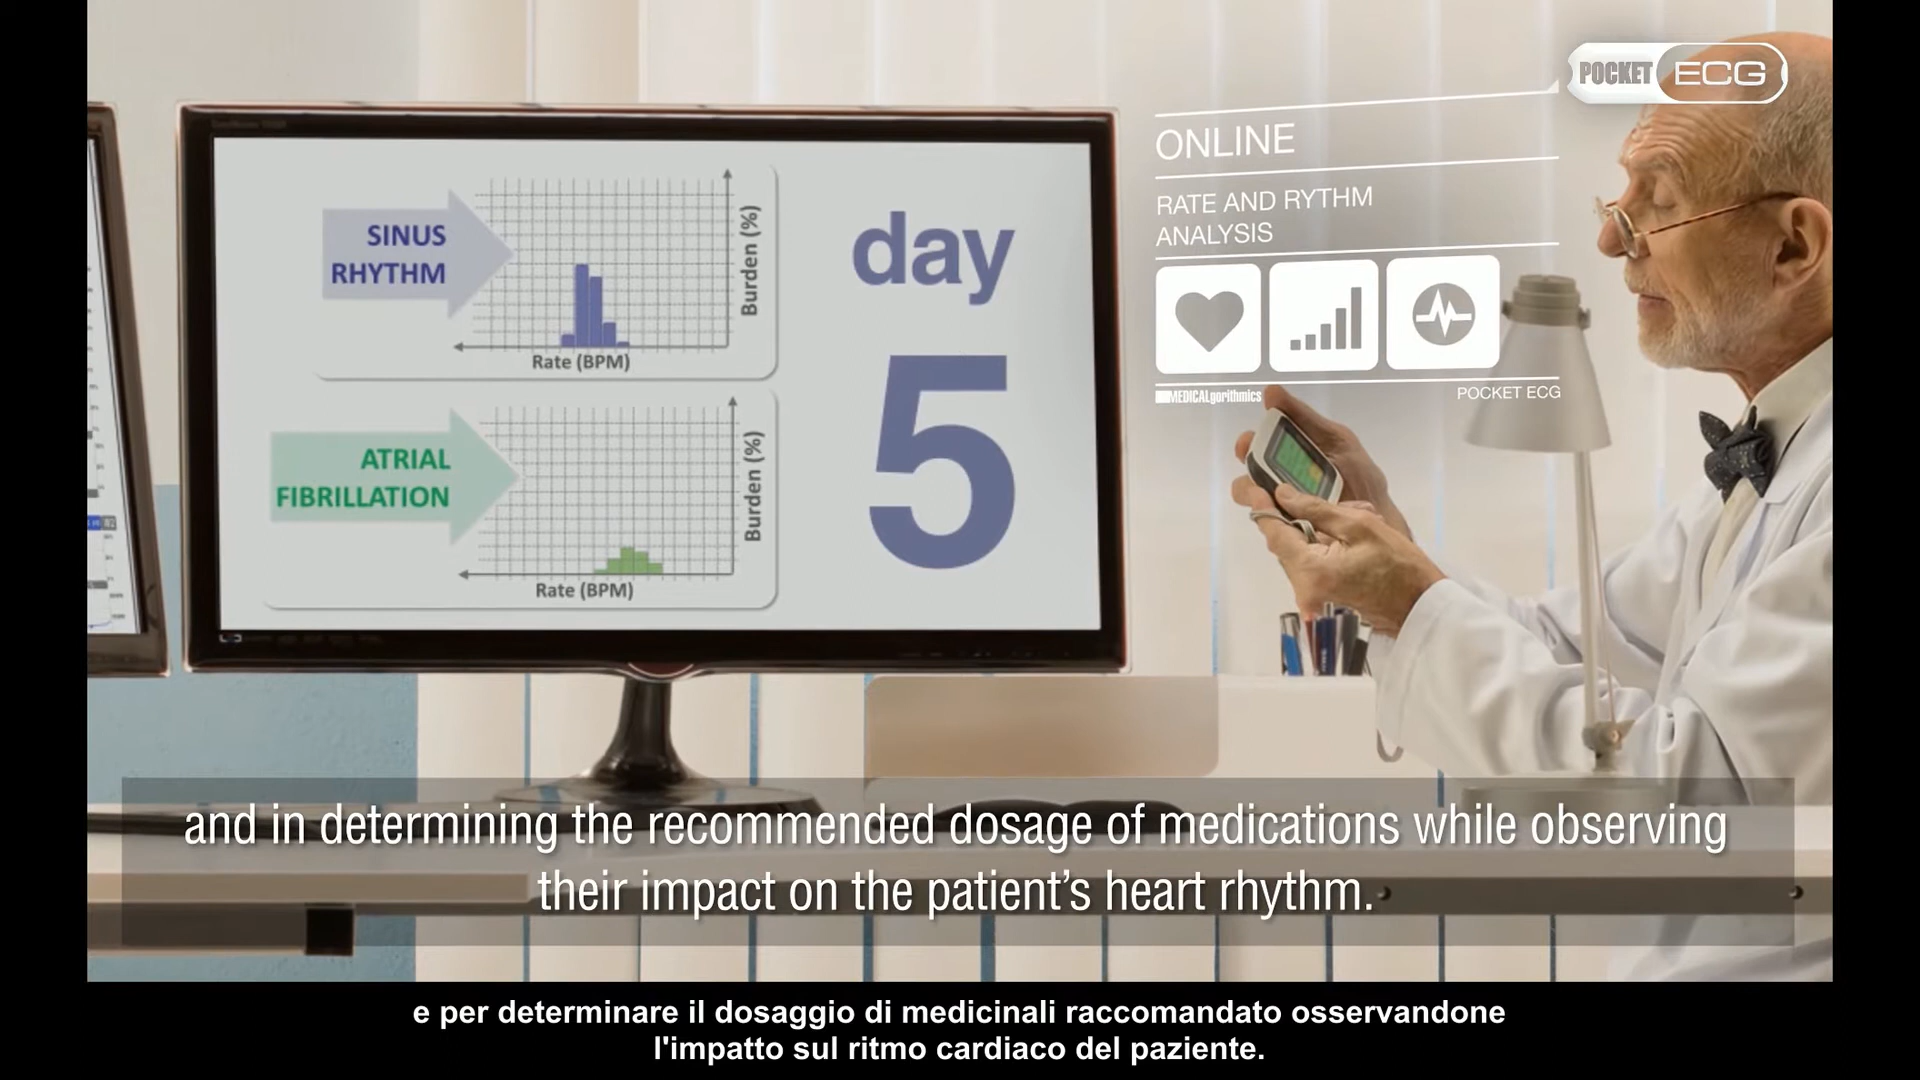 POCKET ECG
ONLINE
RATE AND RYTHM
ANALYSIS
MEDICALgorithmics
POCKET ECG
SINUS
RHYTHM
Burden (%)
Rate (BPM)
ATRIAL
FIBRILLATION
Burden (%)
Rate (BPM)
day
5
and in determining the recommended dosage of medications while observing
their impact on the patient’s heart rhythm.
e per determinare il dosaggio di medicinali raccomandato osservandone
l'impatto sul ritmo cardiaco del paziente.